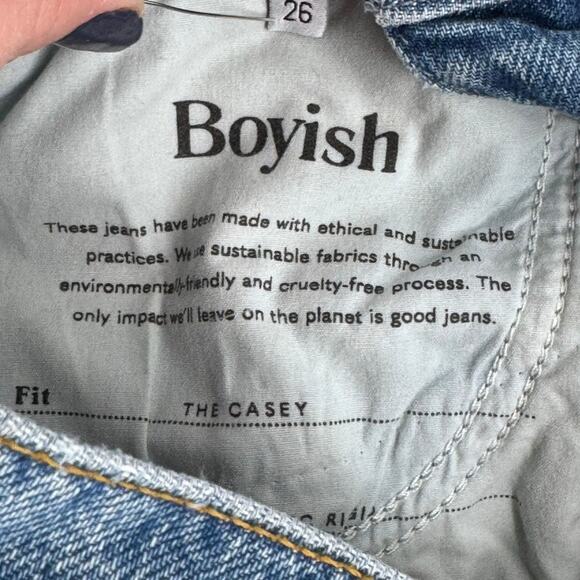 26
Boyish
These jeans have been made with ethical and sustainable
practices. We use sustainable fabrics through an
environmentally-friendly and cruelty-free process. The
only impact we'll leave on the planet is good jeans.
Fit THE CASEY